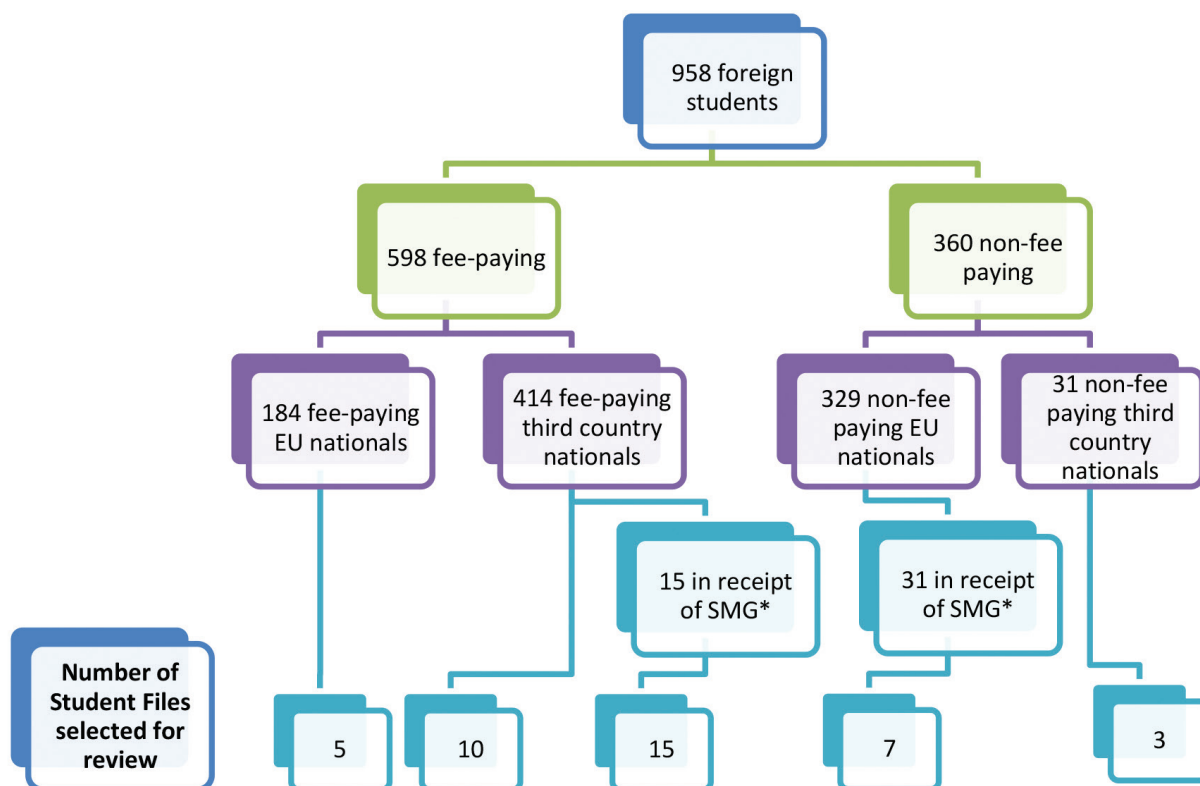 958 foreign
students
598 fee-paying
360 non-fee
paying
184 fee-paying
EU nationals
414 fee-paying
third country
nationals
329 non-fee
paying EU
nationals
31 non-fee
paying third
country
nationals
15 in receipt
of SMG*
31 in receipt
of SMG*
Number of
Student Files
selected for
review
5
10
15
7
3